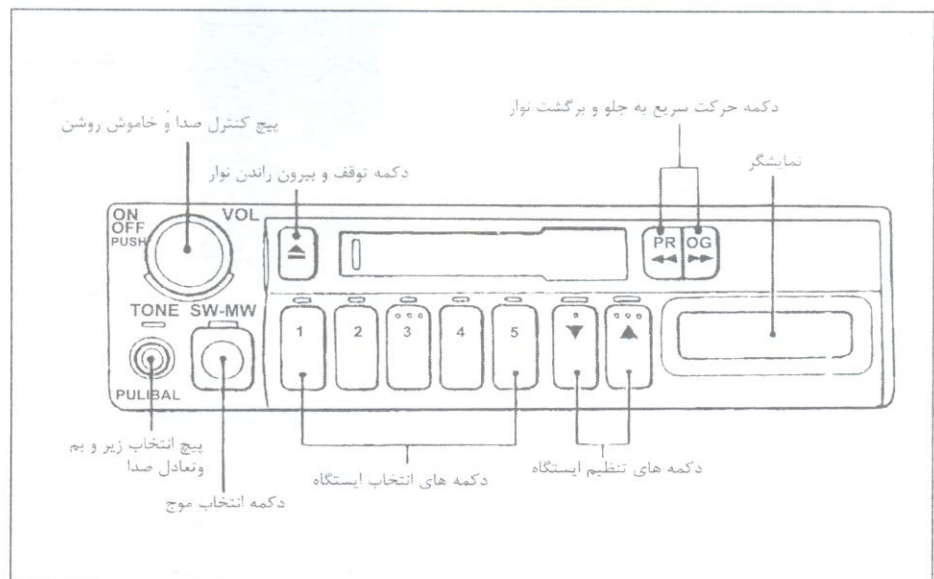 دکمه حرکت سریع به جلو و برگشت نوار
پیچ کنترل صدا و خاموش روشن
نمایشگر
دکمه توقف و بیرون راندن نوار
ON
OFF
PUSH
VOL
PR OG
TONE SW-MW
1 2 3 4 5
PULIBAL
پیچ انتخاب زیر و بم
وتعادل صدا
دکمه های انتخاب ایستگاه
دکمه های تنظیم ایستگاه
دکمه انتخاب موج